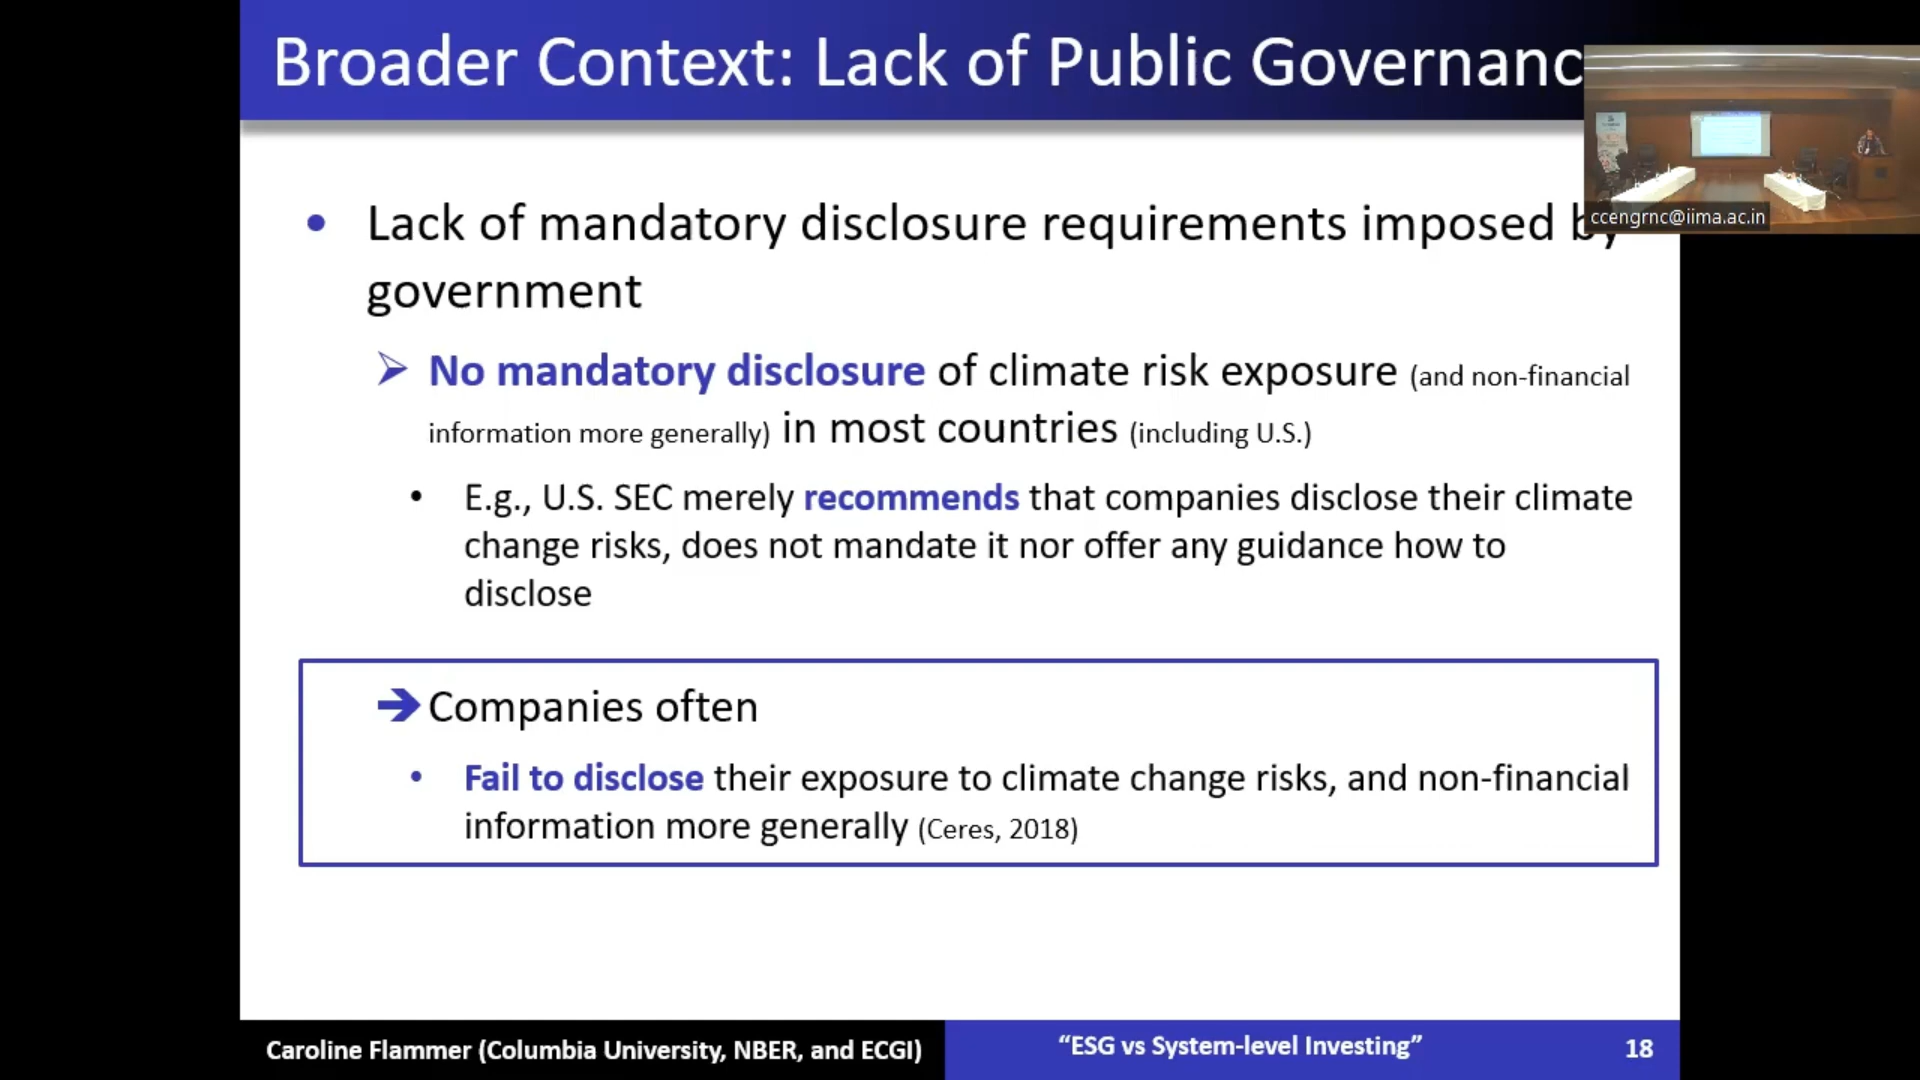 Broader Context: Lack of Public Governanc
ccengrnc@iima.ac.in
• Lack of mandatory disclosure requirements imposed by
government
➢ No mandatory disclosure of climate risk exposure (and non-financial
information more generally) in most countries (including U.S.)
• E.g., U.S. SEC merely recommends that companies disclose their climate
change risks, does not mandate it nor offer any guidance how to
disclose
➔ Companies often
• Fail to disclose their exposure to climate change risks, and non-financial
information more generally (Ceres, 2018)
Caroline Flammer (Columbia University, NBER, and ECGI)
“ESG vs System-level Investing”
18